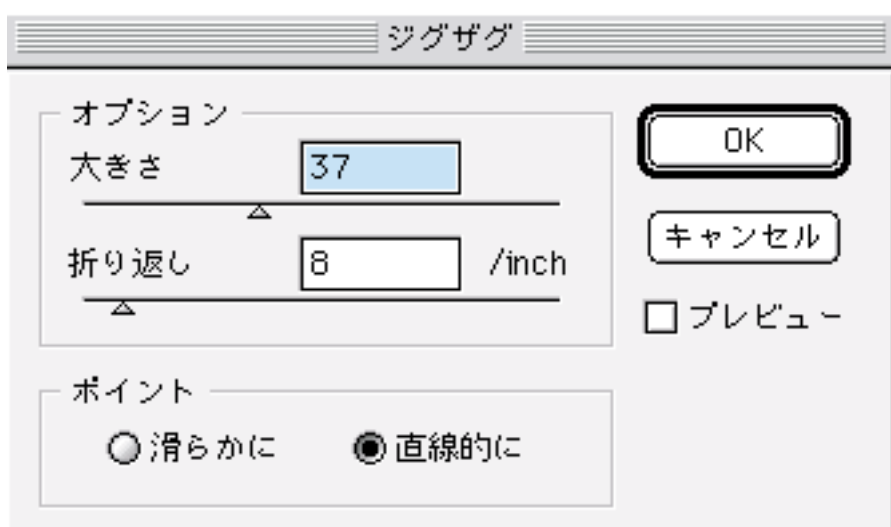 ジグザグ
オプション
大きさ 37
折り返し 8 /inch
ポイント
滑らかに 直線的に
OK
キャンセル
プレビュー